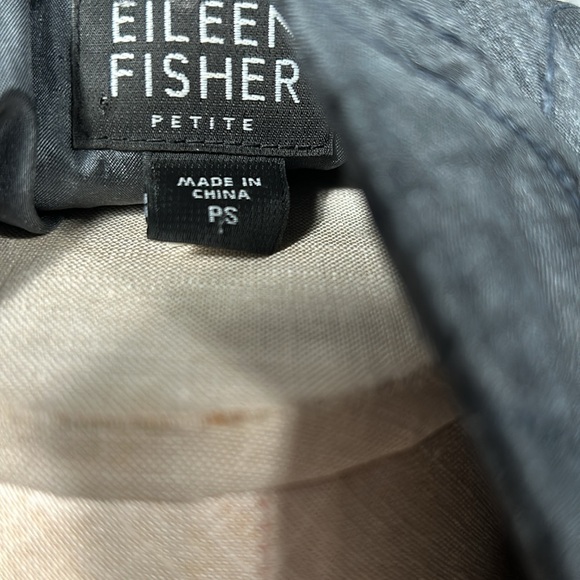 EILEEN
FISHER
PETITE
MADE IN
CHINA
PS